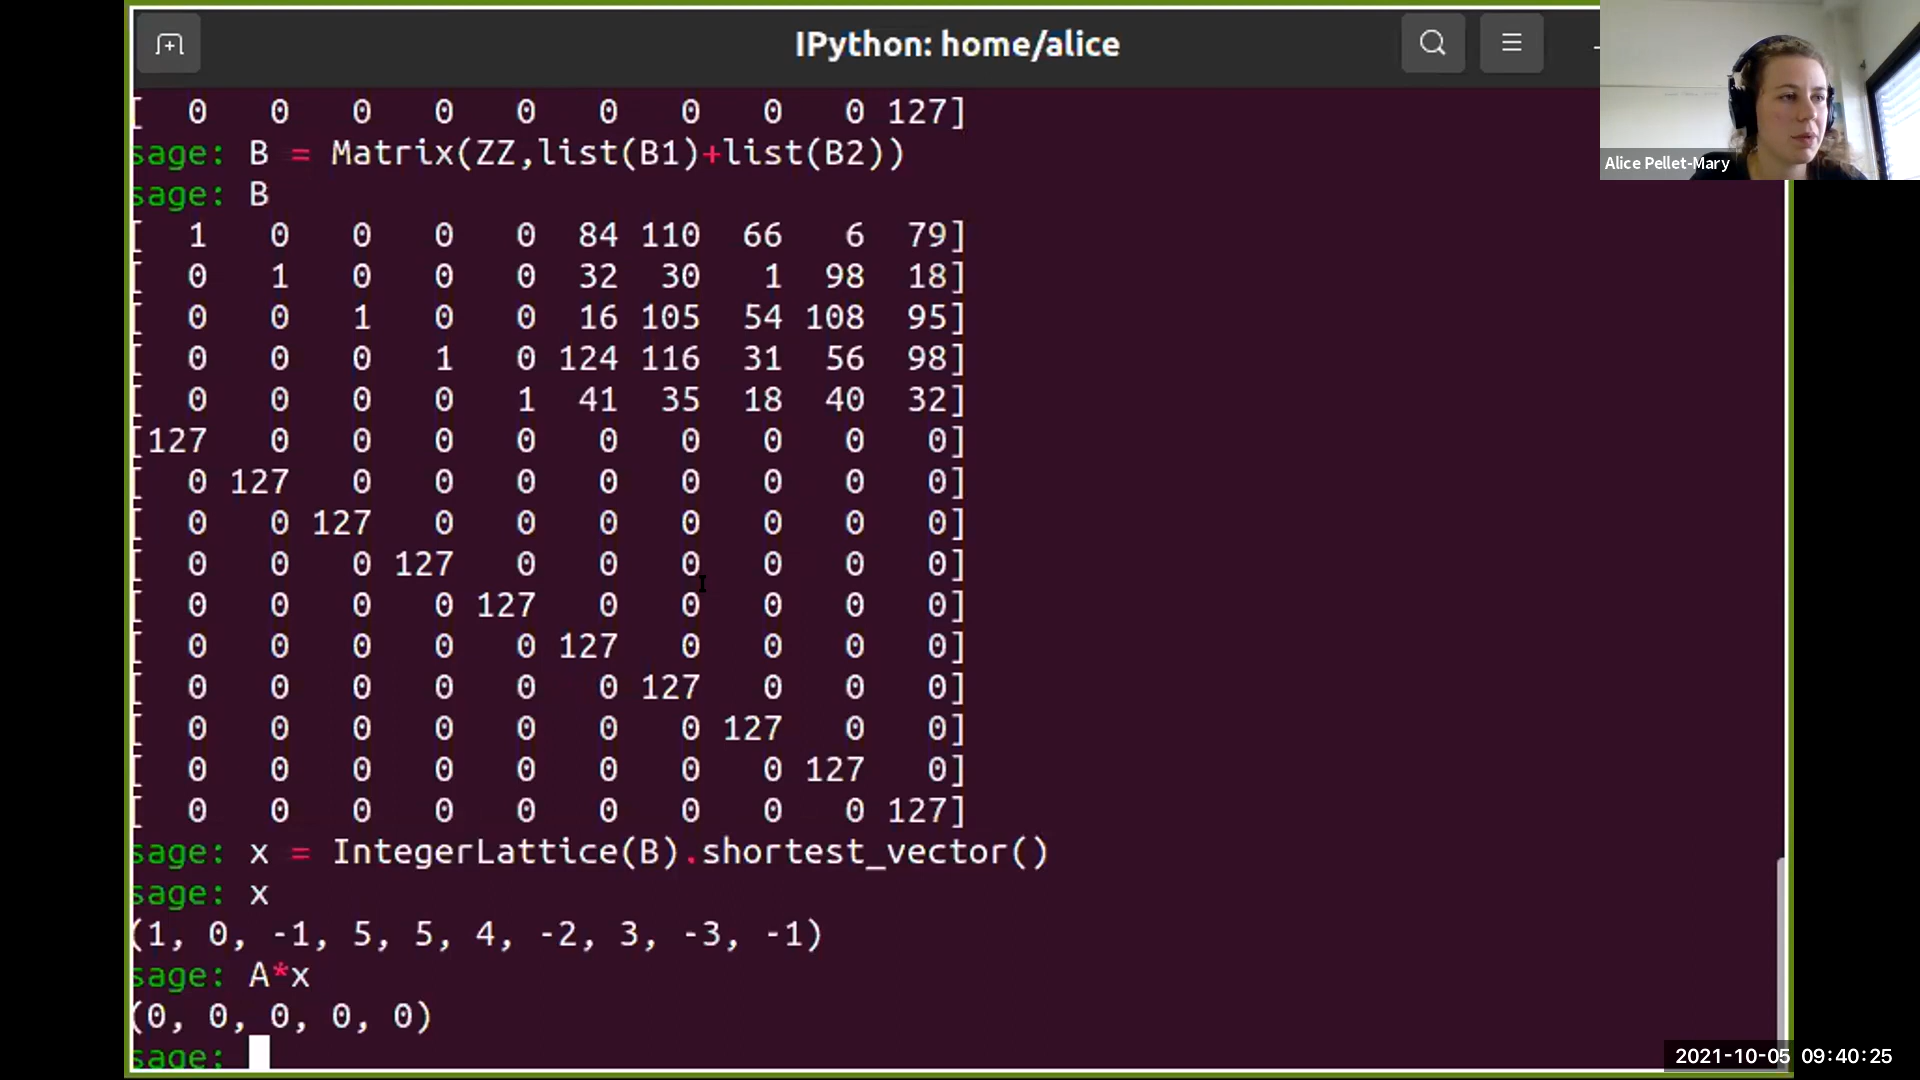 IPython: home/alice
Alice Pellet-Mary
[  0   0   0   0   0   0   0   0   0 127]
sage: B = Matrix(ZZ,list(B1)+list(B2))
sage: B
[  1   0   0   0   0  84 110  66   6  79]
[  0   1   0   0   0  32  30   1  98  18]
[  0   0   1   0   0  16 105  54 108  95]
[  0   0   0   1   0 124 116  31  56  98]
[  0   0   0   0   1  41  35  18  40  32]
[127   0   0   0   0   0   0   0   0   0]
[  0 127   0   0   0   0   0   0   0   0]
[  0   0 127   0   0   0   0   0   0   0]
[  0   0   0 127   0   0   0   0   0   0]
[  0   0   0   0 127   0   0   0   0   0]
[  0   0   0   0   0 127   0   0   0   0]
[  0   0   0   0   0   0 127   0   0   0]
[  0   0   0   0   0   0   0 127   0   0]
[  0   0   0   0   0   0   0   0 127   0]
[  0   0   0   0   0   0   0   0   0 127]
sage: x = IntegerLattice(B).shortest_vector()
sage: x
(1, 0, -1, 5, 5, 4, -2, 3, -3, -1)
sage: A*x
(0, 0, 0, 0, 0)
sage:
2021-10-05 09:40:25